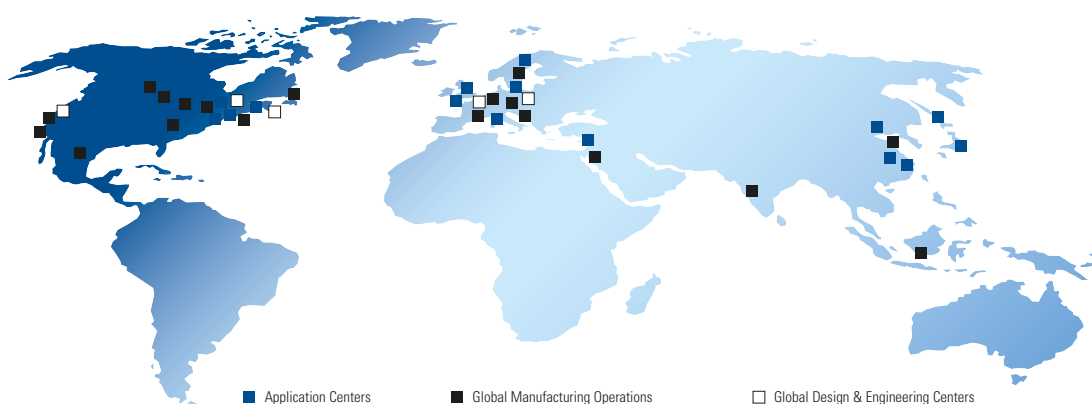 Application Centers
Global Manufacturing Operations
Global Design & Engineering Centers